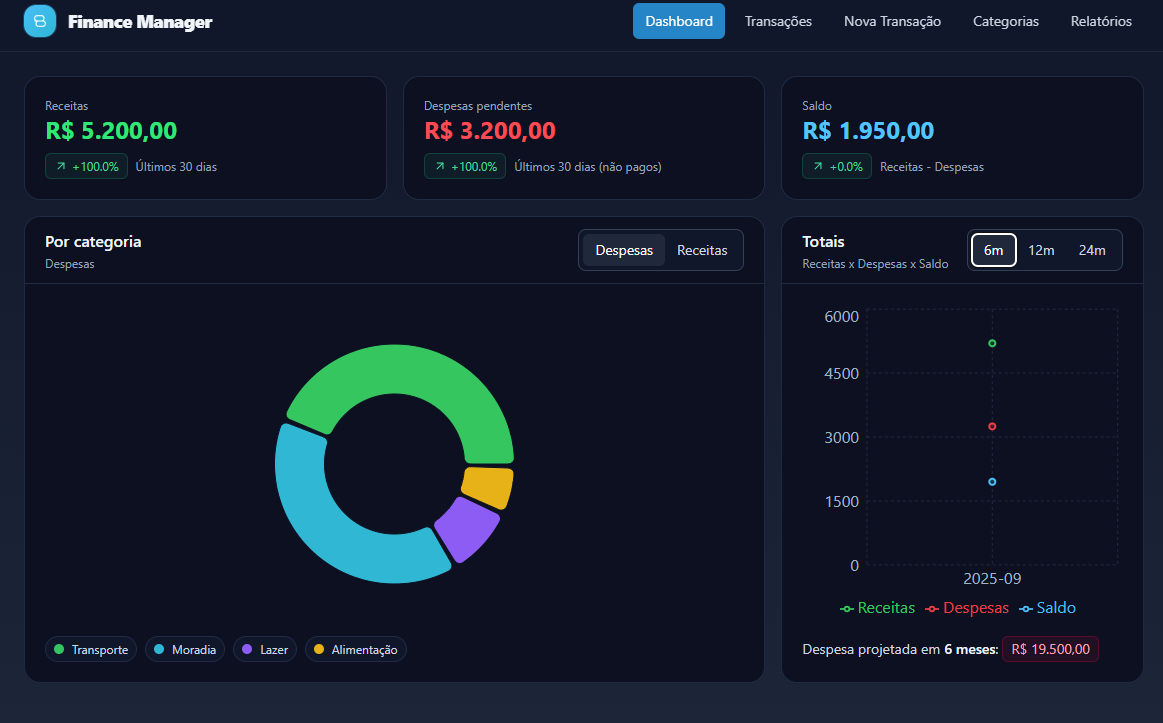 Finance Manager
Dashboard Transações Nova Transação Categorias Relatórios
Receitas
R$ 5.200,00
+100.0% Últimos 30 dias
Despesas pendentes
R$ 3.200,00
+100.0% Últimos 30 dias (não pagos)
Saldo
R$ 1.950,00
+0.0% Receitas - Despesas
Por categoria
Despesas
Despesas Receitas
Transporte Moradia Lazer Alimentação
Totais
Receitas x Despesas x Saldo
6m 12m 24m
6000
4500
3000
1500
0
2025-09
Receitas Despesas Saldo
Despesa projetada em 6 meses: R$ 19.500,00